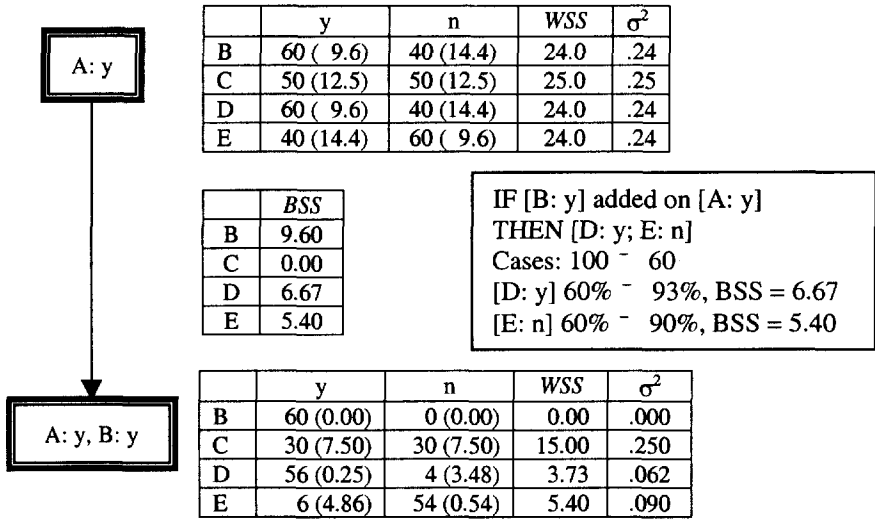 A: y
y n WSS σ²
B 60 ( 9.6) 40 (14.4) 24.0 .24
C 50 (12.5) 50 (12.5) 25.0 .25
D 60 ( 9.6) 40 (14.4) 24.0 .24
E 40 (14.4) 60 ( 9.6) 24.0 .24
BSS
B 9.60
C 0.00
D 6.67
E 5.40
IF [B: y] added on [A: y]
THEN [D: y; E: n]
Cases: 100 ⁻ 60
[D: y] 60% ⁻ 93%, BSS = 6.67
[E: n] 60% ⁻ 90%, BSS = 5.40
A: y, B: y
y n WSS σ²
B 60 (0.00) 0 (0.00) 0.00 .000
C 30 (7.50) 30 (7.50) 15.00 .250
D 56 (0.25) 4 (3.48) 3.73 .062
E 6 (4.86) 54 (0.54) 5.40 .090